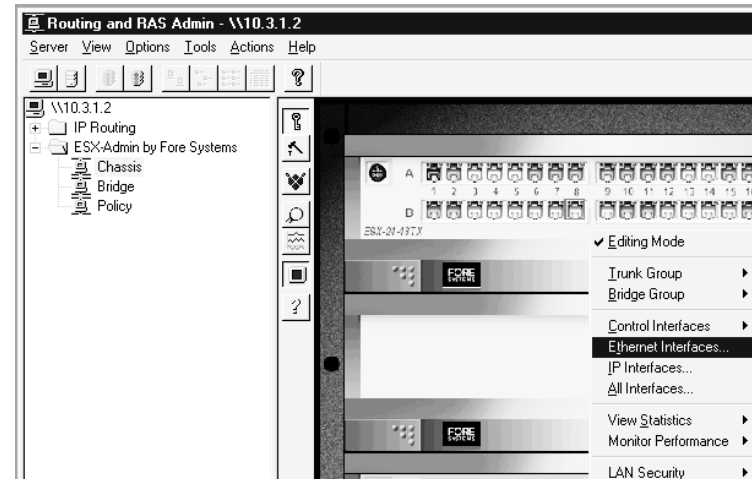 Routing and RAS Admin - \\10.3.1.2
Server View Options Tools Actions Help
\\10.3.1.2
IP Routing
ESX-Admin by Fore Systems
Chassis
Bridge
Policy
A
1 2 3 4 5 6 7 8 9 10 11 12 13 14 15
ESX-21-19TX
FORE
SYSTEMS
Editing Mode
Trunk Group
Bridge Group
Control Interfaces
Ethernet Interfaces...
IP Interfaces...
All Interfaces...
View Statistics
Monitor Performance
LAN Security
FORE
SYSTEMS